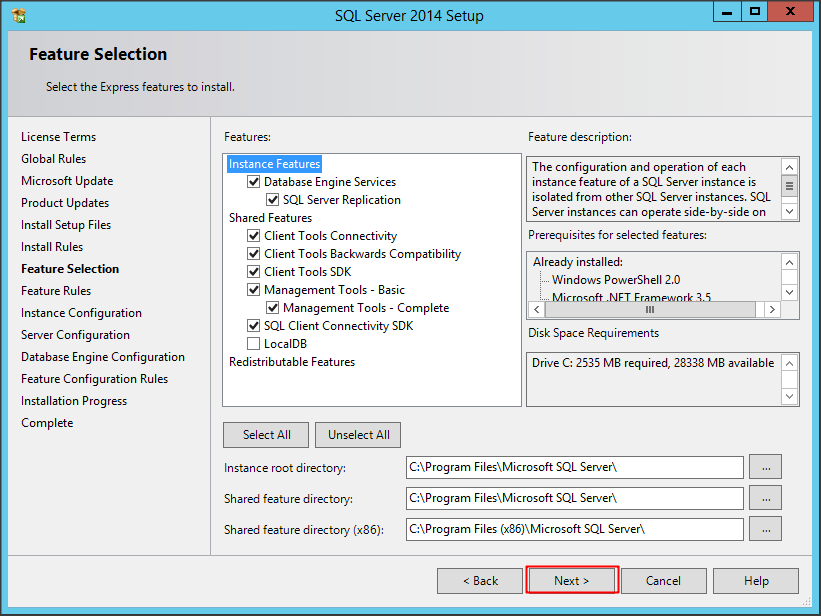 SQL Server 2014 Setup
Feature Selection
Select the Express features to install.
License Terms
Global Rules
Microsoft Update
Product Updates
Install Setup Files
Install Rules
Feature Selection
Feature Rules
Instance Configuration
Server Configuration
Database Engine Configuration
Feature Configuration Rules
Installation Progress
Complete
Features:
Instance Features
Database Engine Services
SQL Server Replication
Shared Features
Client Tools Connectivity
Client Tools Backwards Compatibility
Client Tools SDK
Management Tools - Basic
Management Tools - Complete
SQL Client Connectivity SDK
LocalDB
Redistributable Features
Feature description:
The configuration and operation of each
instance feature of a SQL Server instance is
isolated from other SQL Server instances. SQL
Server instances can operate side-by-side on
Prerequisites for selected features:
Already installed:
Windows PowerShell 2.0
Microsoft .NET Framework 3.5
Disk Space Requirements
Drive C: 2535 MB required, 28338 MB available
Select All
Unselect All
Instance root directory:
C:\Program Files\Microsoft SQL Server\
...
Shared feature directory:
C:\Program Files\Microsoft SQL Server\
...
Shared feature directory (x86):
C:\Program Files (x86)\Microsoft SQL Server\
...
< Back
Next >
Cancel
Help